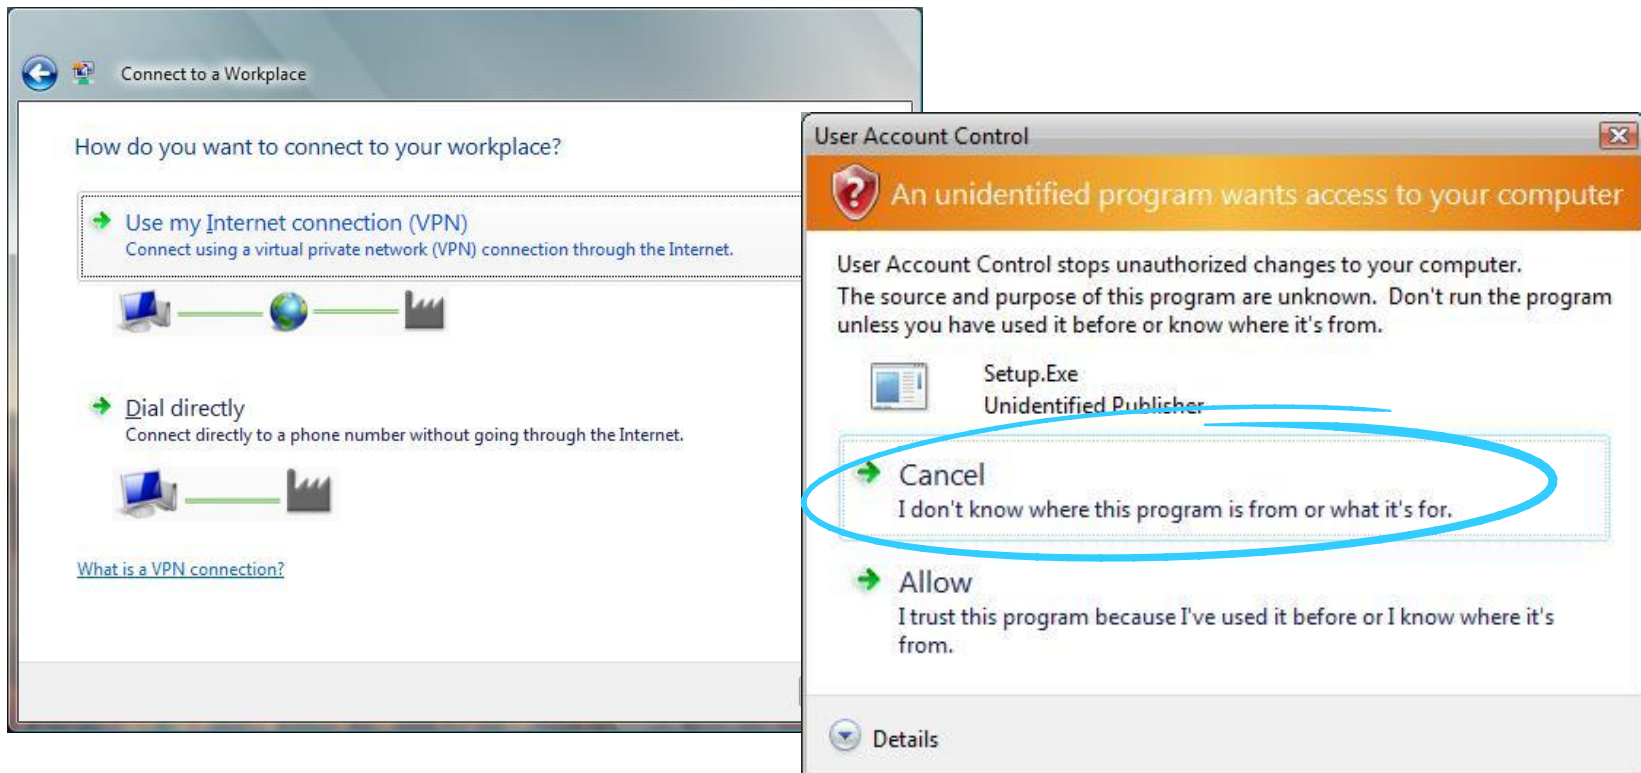 Connect to a Workplace
How do you want to connect to your workplace?
Use my Internet connection (VPN)
Connect using a virtual private network (VPN) connection through the Internet.
Dial directly
Connect directly to a phone number without going through the Internet.
What is a VPN connection?
User Account Control
An unidentified program wants access to your computer
User Account Control stops unauthorized changes to your computer.
The source and purpose of this program are unknown. Don't run the program
unless you have used it before or know where it's from.
Setup.Exe
Unidentified Publisher
Cancel
I don't know where this program is from or what it's for.
Allow
I trust this program because I've used it before or I know where it's
from.
Details